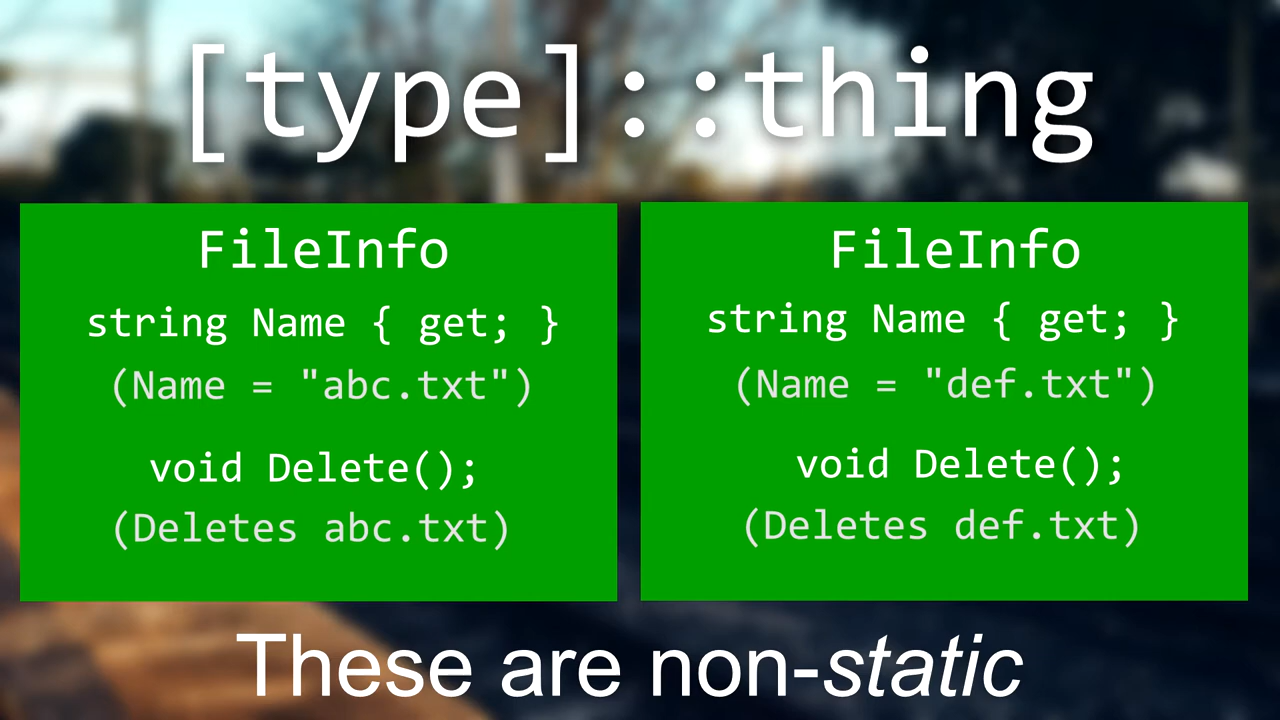 [type]::thing
FileInfo
string Name { get; }
(Name = "abc.txt")
void Delete();
(Deletes abc.txt)
FileInfo
string Name { get; }
(Name = "def.txt")
void Delete();
(Deletes def.txt)
These are non-static